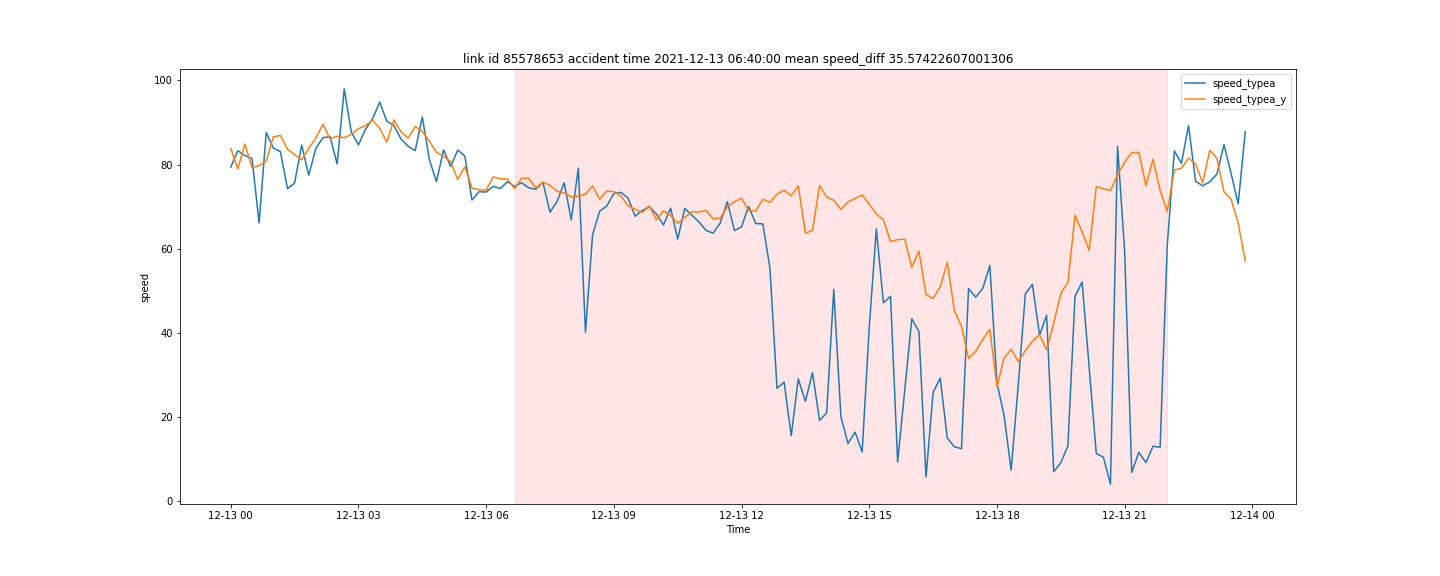 link id 85578653 accident time 2021-12-13 06:40:00 mean speed_diff 35.57422607001306
speed_typea
speed_typea_y
100
80
60
40
20
0
speed
12-13 00 12-13 03 12-13 06 12-13 09 12-13 12 12-13 15 12-13 18 12-13 21 12-14 00
Time